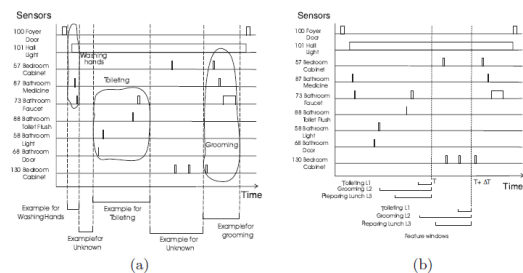 Sensors
100 Foyer
Door
101 Hall
Light
57 Bedroom
Cabinet
87 Bathroom
Medicine
73 Bathroom
Faucet
88 Bathroom
Toilet Flush
58 Bathroom
Light
68 Bathroom
Door
130 Bedroom
Cabinet
Washing
hands
Toileting
Grooming
Time
Example for
Washing Hands
Example for
Unknown
Example for
Toileting
Example for
Unknown
Example for
grooming
(a)
Sensors
100 Foyer
Door
101 Hall
Light
57 Bedroom
Cabinet
87 Bathroom
Medicine
73 Bathroom
Faucet
88 Bathroom
Toilet Flush
58 Bathroom
Light
68 Bathroom
Door
130 Bedroom
Cabinet
Time
Toileting L1
Grooming L2
Preparing Lunch L3
T
T+ ΔT
Toileting L1
Grooming L2
Preparing Lunch L3
Feature windows
(b)